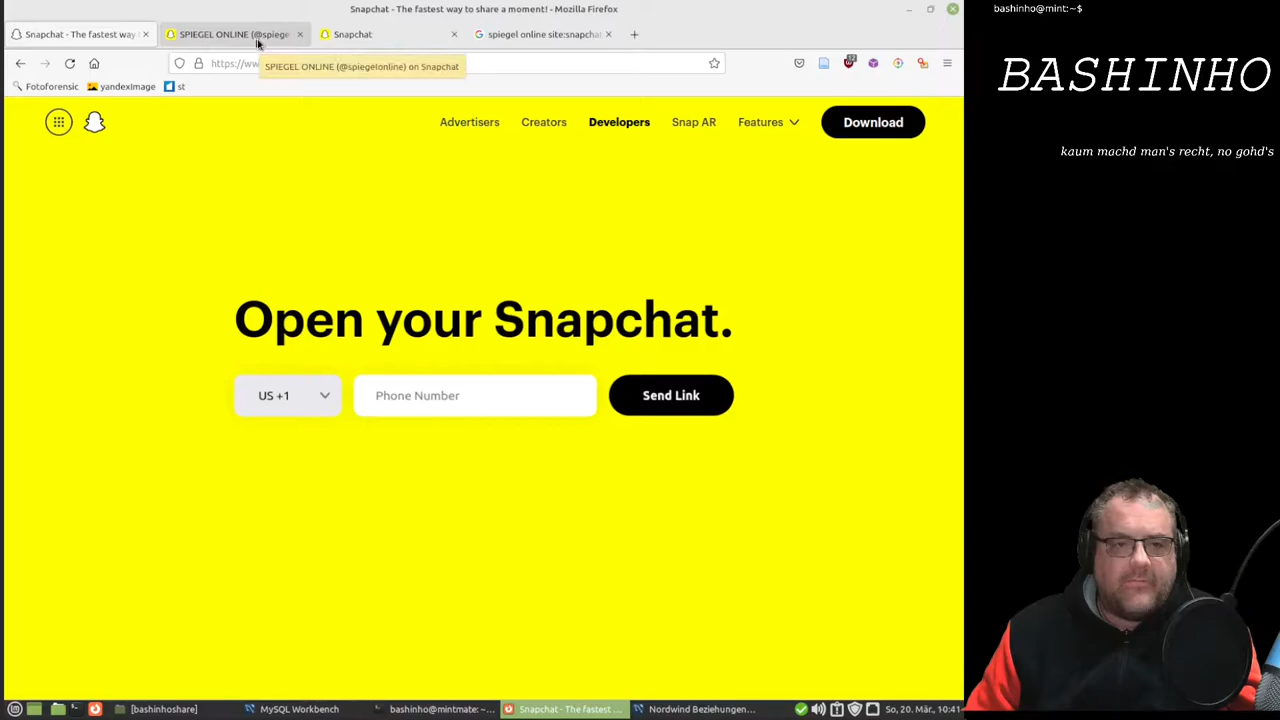 Snapchat - The fastest way to share a moment! - Mozilla Firefox
bashinho@mint:~$
Snapchat - The fastest way
SPIEGEL ONLINE (@spiege
Snapchat
spiegel online site:snapchat
https://ww
SPIEGEL ONLINE (@spiegelonline) on Snapchat
BASHINHO
Fotoforensic
yandexImage
st
Advertisers
Creators
Developers
Snap AR
Features
Download
kaum machd man's recht, no gohd's
Open your Snapchat.
US +1
Phone Number
Send Link
[bashinhoshare]
MySQL Workbench
bashinho@mintmate: ~...
Snapchat - The fastest ...
Nordwind Beziehungen...
So, 20. Mär., 10:41